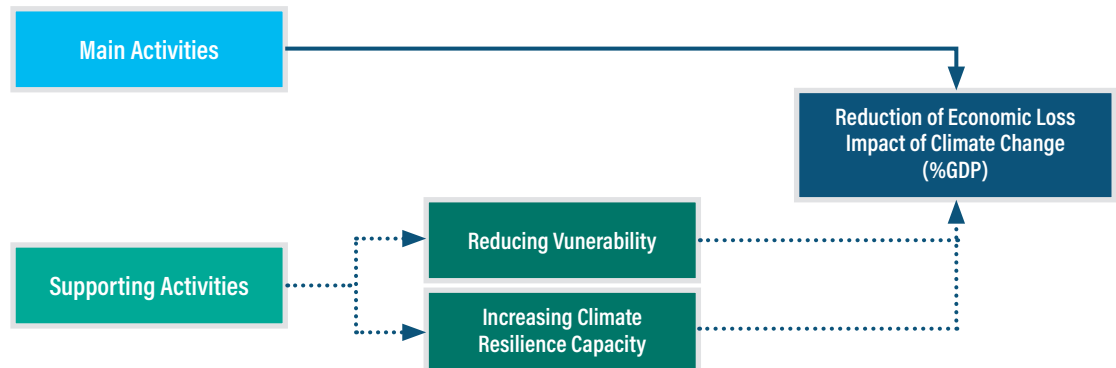 Main Activities
Reduction of Economic Loss
Impact of Climate Change
(%GDP)
Reducing Vunerability
Supporting Activities
Increasing Climate
Resilience Capacity